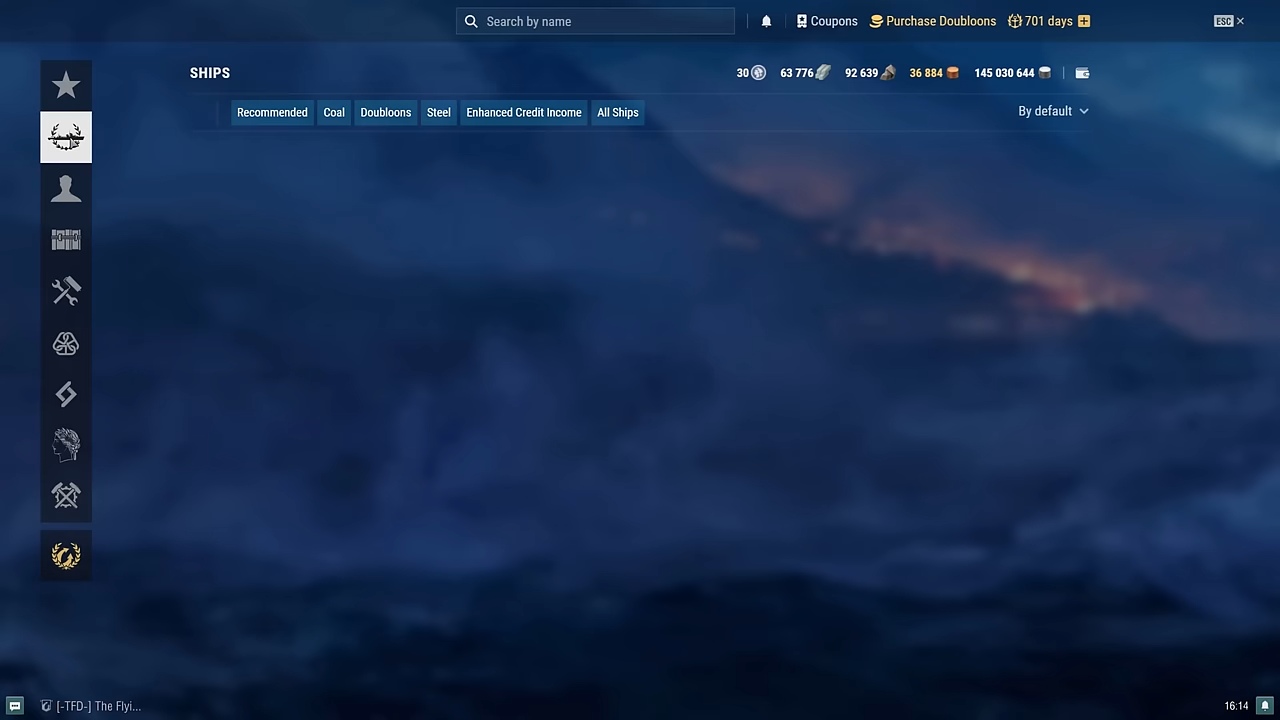 Search by name
Coupons
Purchase Doubloons
701 days
ESC
SHIPS
30
63 776
92 639
36 884
145 030 644
Recommended
Coal
Doubloons
Steel
Enhanced Credit Income
All Ships
By default
[-TFD-] The Flyi...
16:14